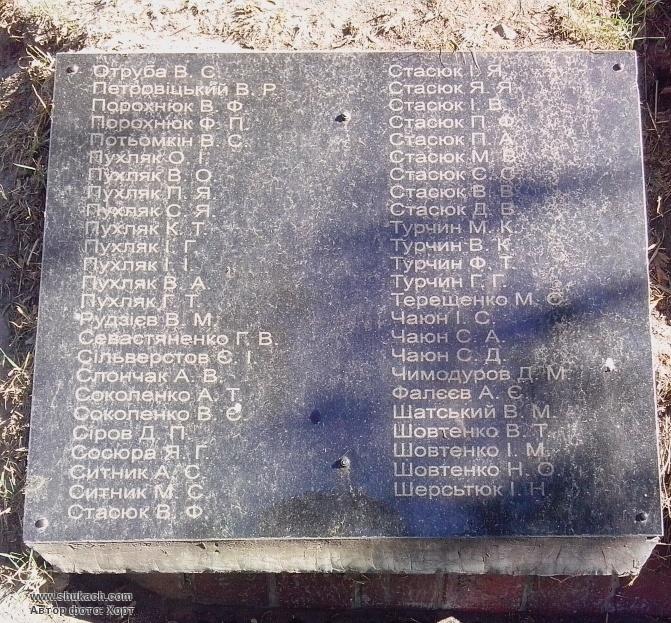 Отруба В. С.
Петровіцький В. Р.
Порохнюк В. Ф.
Порохнюк Ф. П.
Потьомкін В. С.
Пухляк О. І.
Пухляк В. О.
Пухляк П. Я.
Пухляк С. Я.
Пухляк К. Т.
Пухляк І. Г.
Пухляк І. І.
Пухляк В. А.
Пухляк Г. Т.
Рудзієв В. М.
Севастяненко Г. В.
Сільверстов Є. І.
Слончак А. В.
Соколенко А. Т.
Соколенко В. Є.
Сіров Д. П.
Сосюра Я. Г.
Ситник А. С.
Ситник М. С.
Стасюк В. Ф.
Стасюк І. Я.
Стасюк Я. Я.
Стасюк І. В.
Стасюк П. Ф.
Стасюк П. А.
Стасюк М. В.
Стасюк С. С.
Стасюк В. В.
Стасюк Д. В.
Турчин М. К.
Турчин В. К.
Турчин Ф. Т.
Турчин Г. Г.
Терещенко М. С.
Чаюн І. С.
Чаюн С. А.
Чаюн С. Д.
Чимодуров Д. М.
Фалєєв А. Є.
Шатський В. М.
Шовтенко В. Т.
Шовтенко І. М.
Шовтенко Н. О.
Шерсьтюк І. Н.
www.shukach.com
Автор фото: Хорт